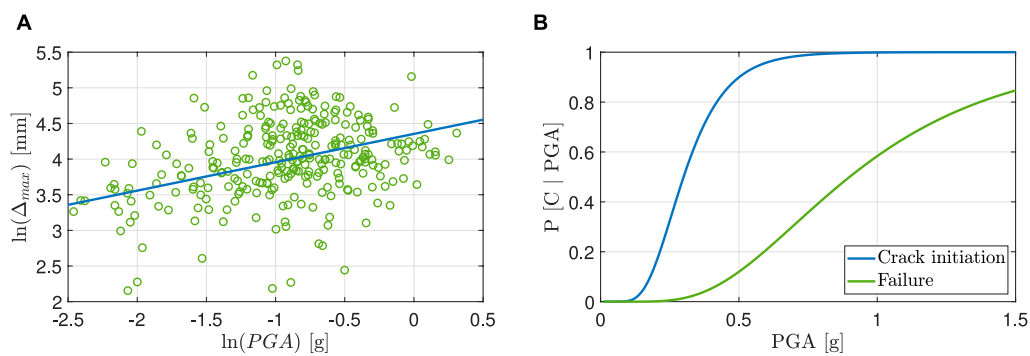 A
5.5
5
4.5
4
3.5
3
2.5
2
-2.5 -2 -1.5 -1 -0.5 0 0.5
ln(Δmax) [mm]
ln(PGA) [g]
B
1
0.8
0.6
0.4
0.2
0
0 0.5 1 1.5
P [C | PGA]
PGA [g]
Crack initiation
Failure